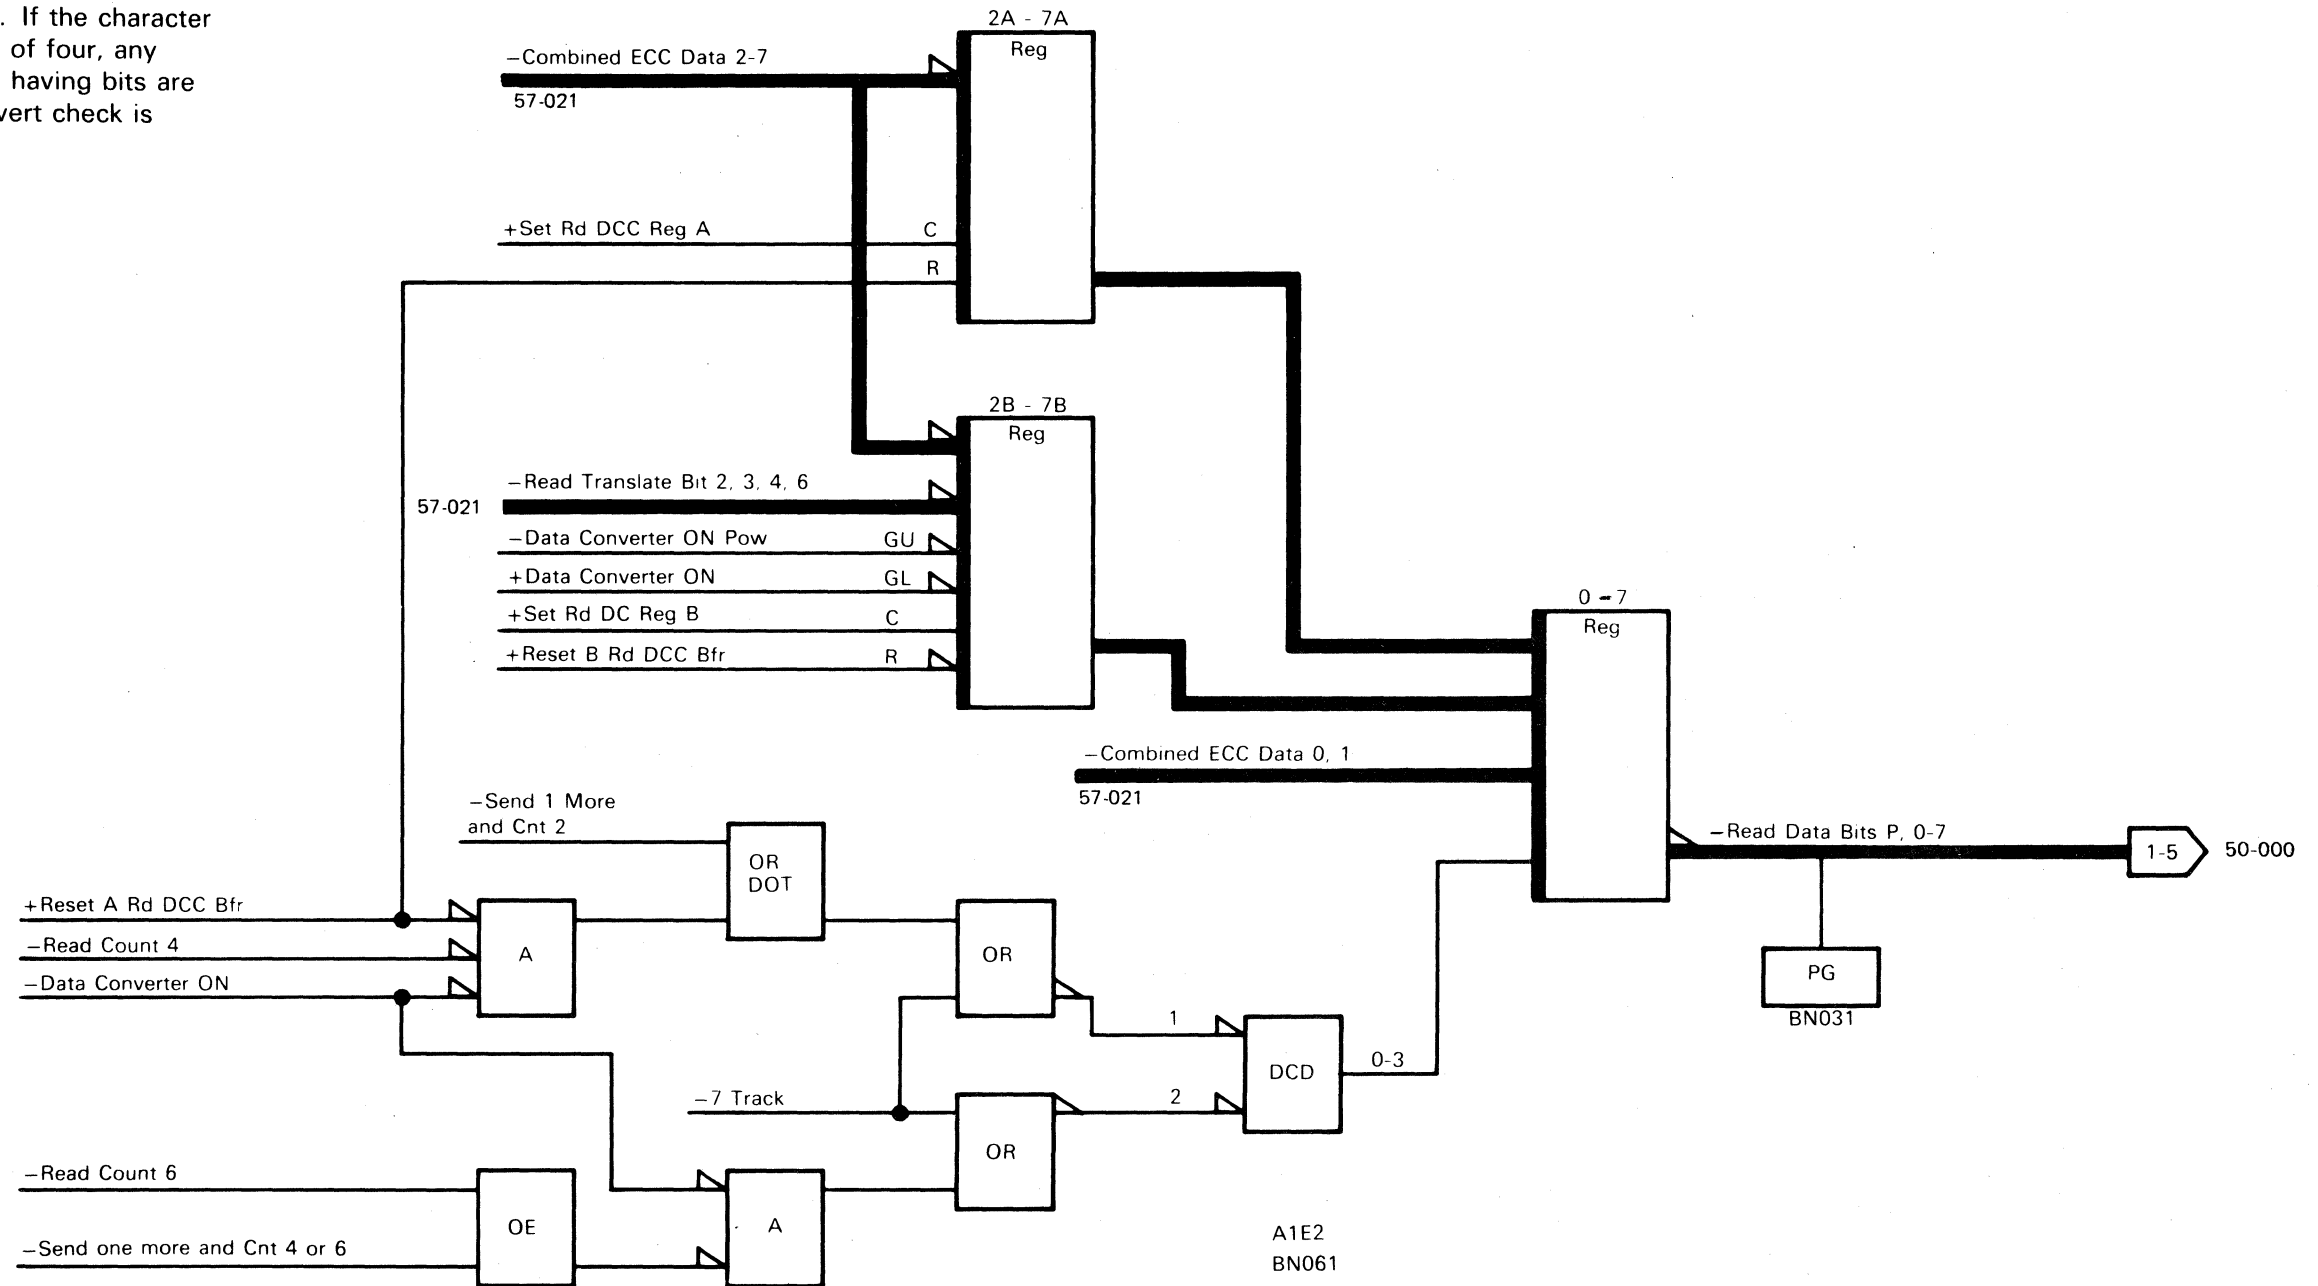 . If the character
of four, any
having bits are
vert check is
2A - 7A
Reg
–Combined ECC Data 2-7
57-021
+Set Rd DCC Reg A
C
R
2B - 7B
Reg
–Read Translate Bit 2, 3, 4, 6
57-021
–Data Converter ON Pow
GU
+Data Converter ON
GL
+Set Rd DC Reg B
C
+Reset B Rd DCC Bfr
R
0 – 7
Reg
–Combined ECC Data 0, 1
57-021
–Send 1 More
and Cnt 2
OR
DOT
–Read Data Bits P, 0-7
1-5
50-000
+Reset A Rd DCC Bfr
–Read Count 4
–Data Converter ON
A
OR
PG
BN031
1
DCD
0-3
–7 Track
2
OR
–Read Count 6
OE
A
–Send one more and Cnt 4 or 6
A1E2
BN061